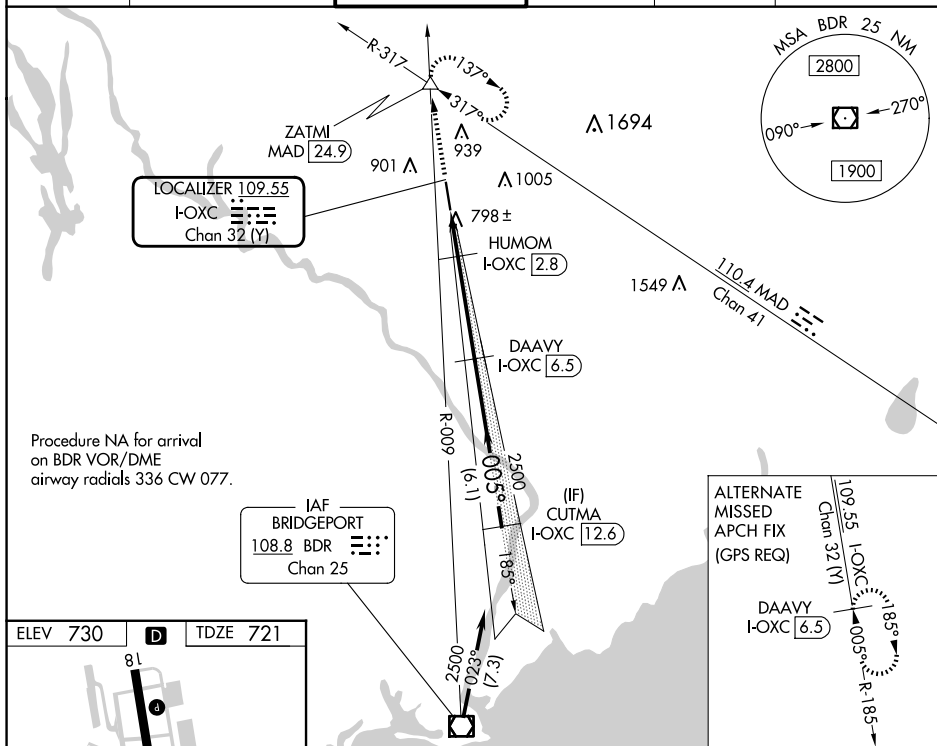 MSA BDR 25 NM
2800
090°
270°
1900
R-317
137°
317°
ZATMI
MAD 24.9
939
1694
901
1005
LOCALIZER 109.55
I-OXC
Chan 32 (Y)
798 ±
HUMOM
I-OXC 2.8
1549
110.4 MAD
Chan 41
DAAVY
I-OXC 6.5
R-009
Procedure NA for arrival
on BDR VOR/DME
airway radials 336 CW 077.
005°
2500
(6.1)
(IF)
CUTMA
I-OXC 12.6
IAF
BRIDGEPORT
108.8 BDR
Chan 25
185°
2500
023°
(7.3)
ALTERNATE
MISSED
APCH FIX
(GPS REQ)
109.55 I-OXC
Chan 32 (Y)
DAAVY
I-OXC 6.5
185°
005°
R-185
ELEV 730
D
TDZE 721
18
P